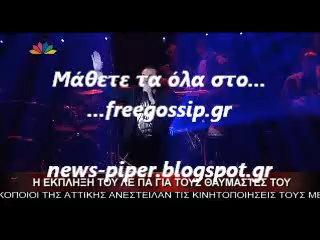 Μάθετε τα όλα στο...
...freegossip.gr
news-piper.blogspot.gr
Η ΕΚΠΛΗΞΗ ΤΟΥ ΛΕ ΠΑ ΓΙΑ ΤΟΥΣ ΘΑΥΜΑΣΤΕΣ ΤΟΥ
ΚΟΠΟΙΟΙ ΤΗΣ ΑΤΤΙΚΗΣ ΑΝΕΣΤΕΙΛΑΝ ΤΙΣ ΚΙΝΗΤΟΠΟΙΗΣΕΙΣ ΤΟΥΣ ΜΕ